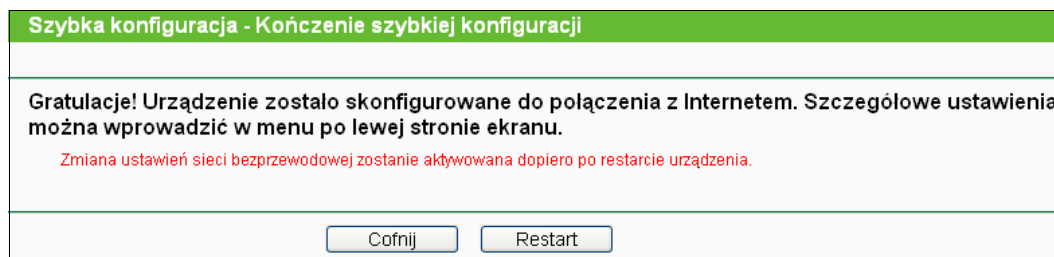 Szybka konfiguracja - Kończenie szybkiej konfiguracji
Gratulacje! Urządzenie zostało skonfigurowane do połączenia z Internetem. Szczegółowe ustawienia
można wprowadzić w menu po lewej stronie ekranu.
Zmiana ustawień sieci bezprzewodowej zostanie aktywowana dopiero po restarcie urządzenia.
Cofnij Restart